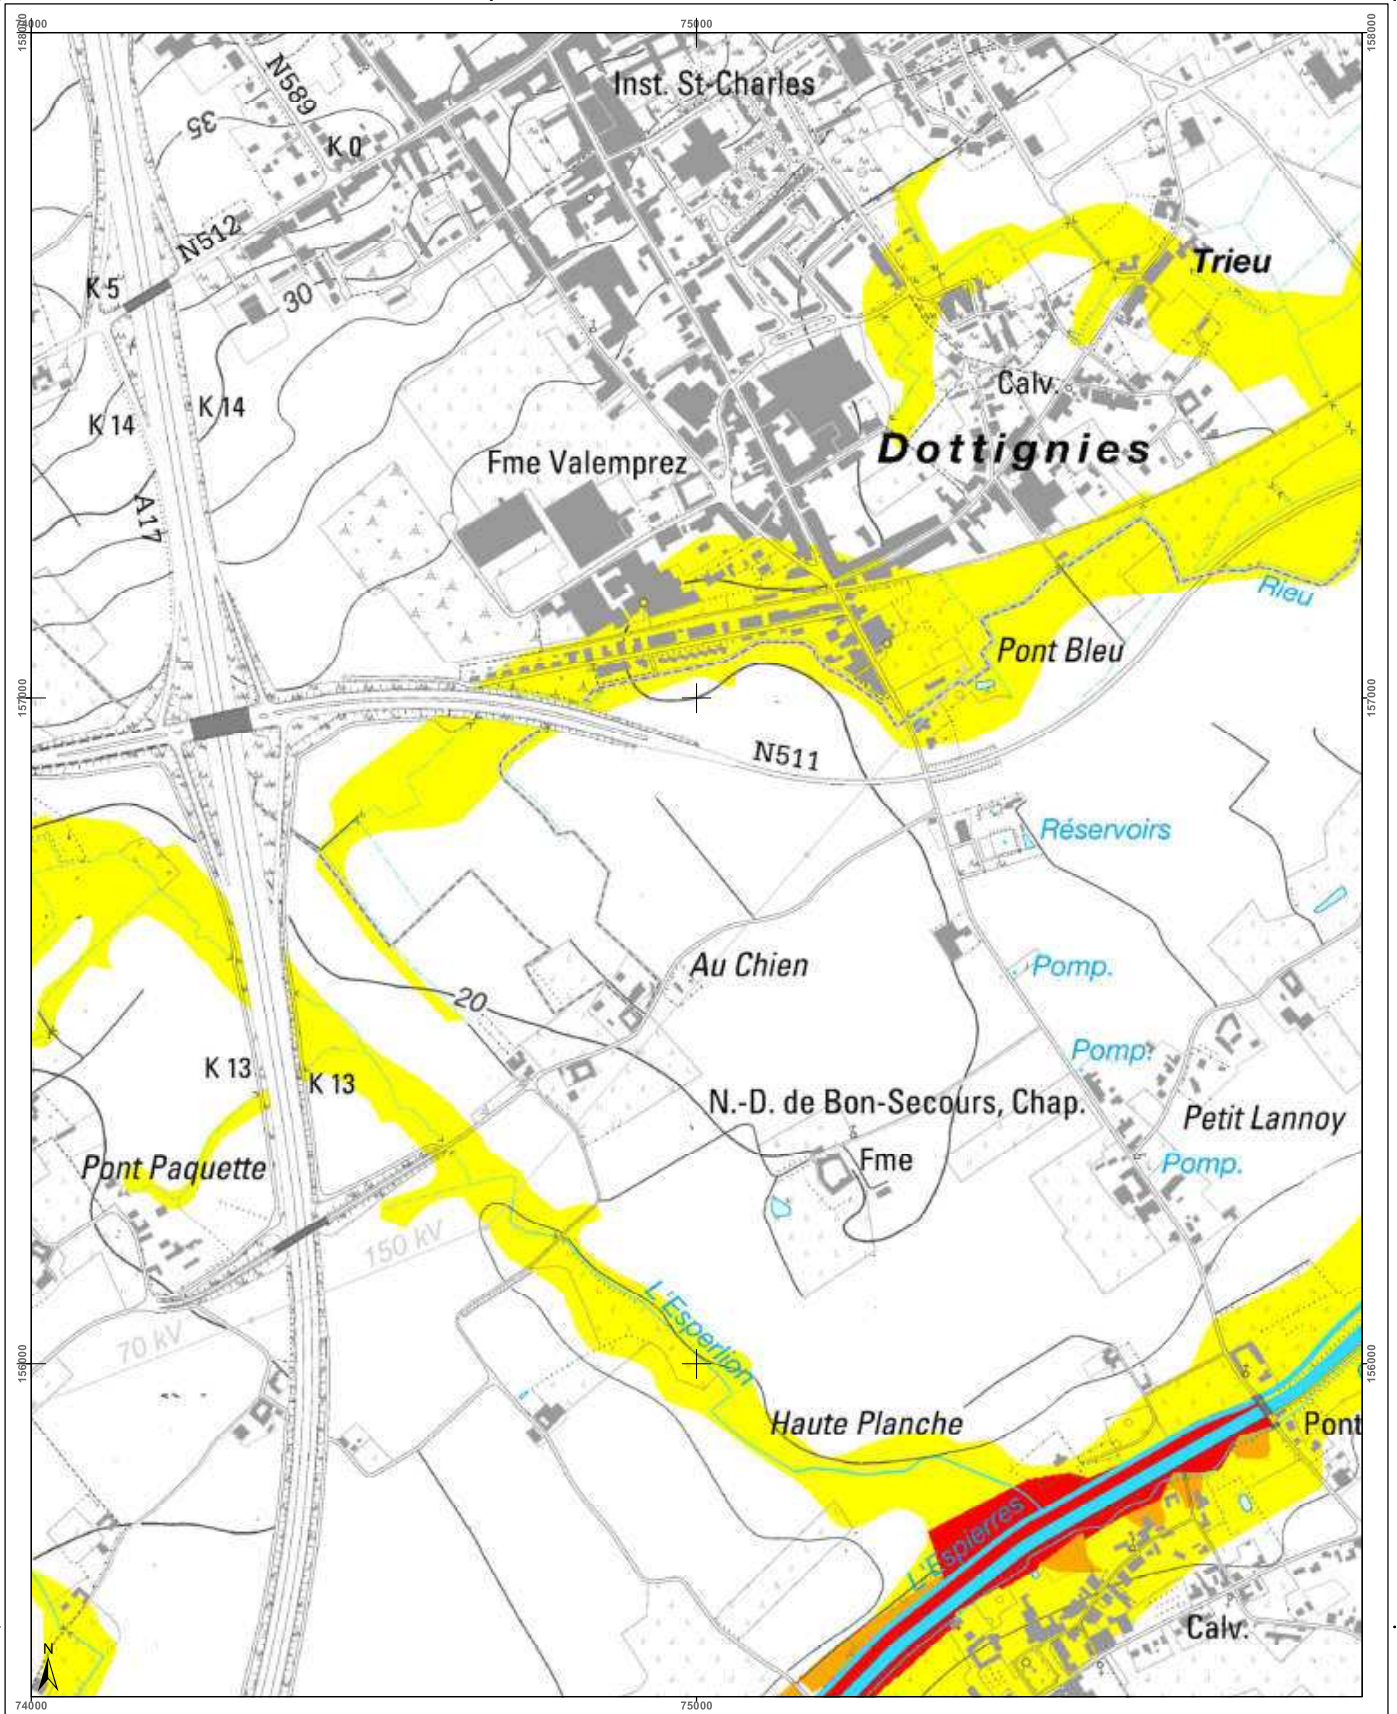 74000
75000
158000
158000
Inst. St-Charles
N589
35
K 0
N512
K 5
30
Trieu
K 14
K 14
Calv.
Dottignies
Fme Valemprez
A17
Rieu
Pont Bleu
157000
157000
N511
Réservoirs
Au Chien
Pomp.
20
Pomp.
K 13
K 13
N.-D. de Bon-Secours, Chap.
Petit Lannoy
Pont Paquette
Fme
Pomp.
150 kV
L'Esperlion
70 kV
156000
156000
Haute Planche
Pont
L'Espierres
Calv.
N
74000
75000